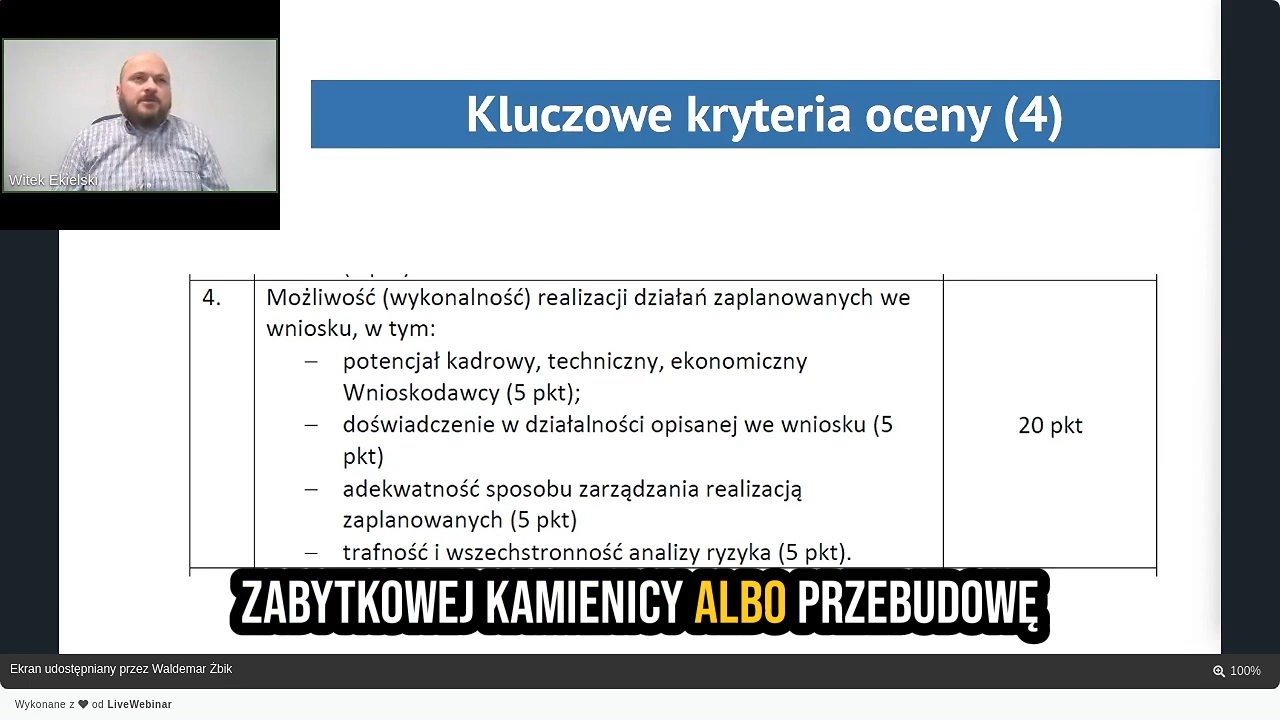 Kluczowe kryteria oceny (4)
Witek Ekielski
4.
Możliwość (wykonalność) realizacji działań zaplanowanych we
wniosku, w tym:
– potencjał kadrowy, techniczny, ekonomiczny
Wnioskodawcy (5 pkt);
– doświadczenie w działalności opisanej we wniosku (5
pkt)
– adekwatność sposobu zarządzania realizacją
zaplanowanych (5 pkt)
– trafność i wszechstronność analizy ryzyka (5 pkt).
20 pkt
ZABYTKOWEJ KAMIENICY ALBO PRZEBUDOWĘ
Ekran udostępniany przez Waldemar Żbik
100%
Wykonane z ❤ od LiveWebinar